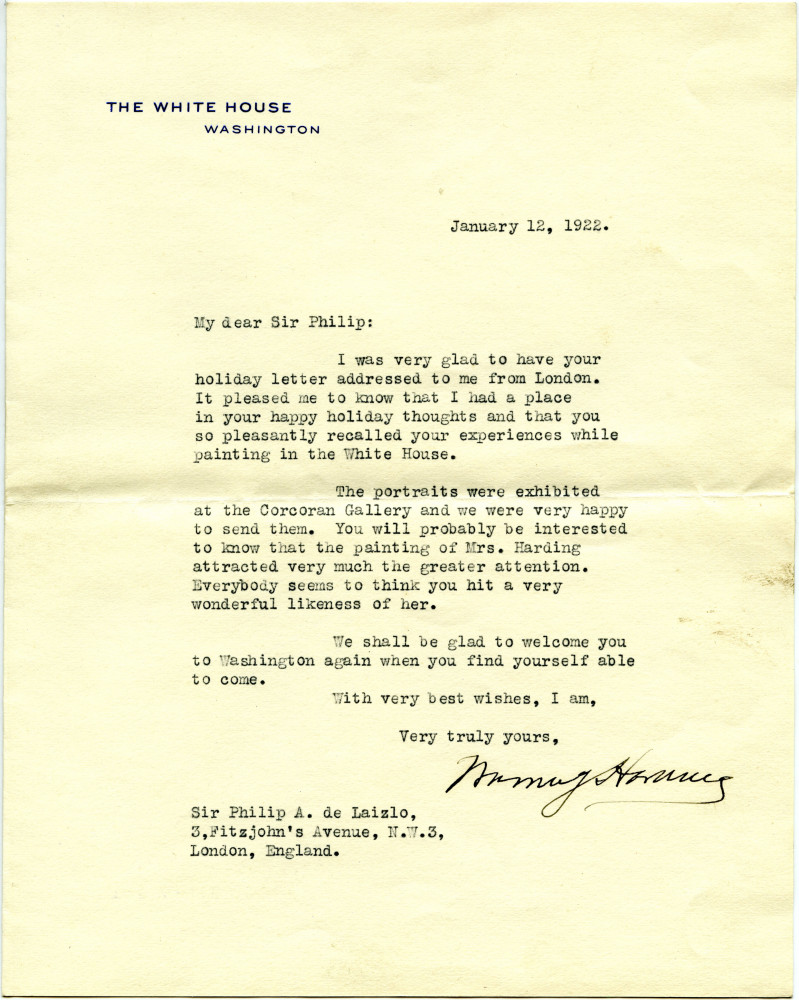 THE WHITE HOUSE
WASHINGTON
January 12, 1922.
My dear Sir Philip:
I was very glad to have your
holiday letter addressed to me from London.
It pleased me to know that I had a place
in your happy holiday thoughts and that you
so pleasantly recalled your experiences while
painting in the White House.
The portraits were exhibited
at the Corcoran Gallery and we were very happy
to send them. You will probably be interested
to know that the painting of Mrs. Harding
attracted very much the greater attention.
Everybody seems to think you hit a very
wonderful likeness of her.
We shall be glad to welcome you
to Washington again when you find yourself able
to come.
With very best wishes, I am,
Very truly yours,
Warren G Harding
Sir Philip A. de Laizlo,
3,Fitzjohn's Avenue, N.W.3,
London, England.